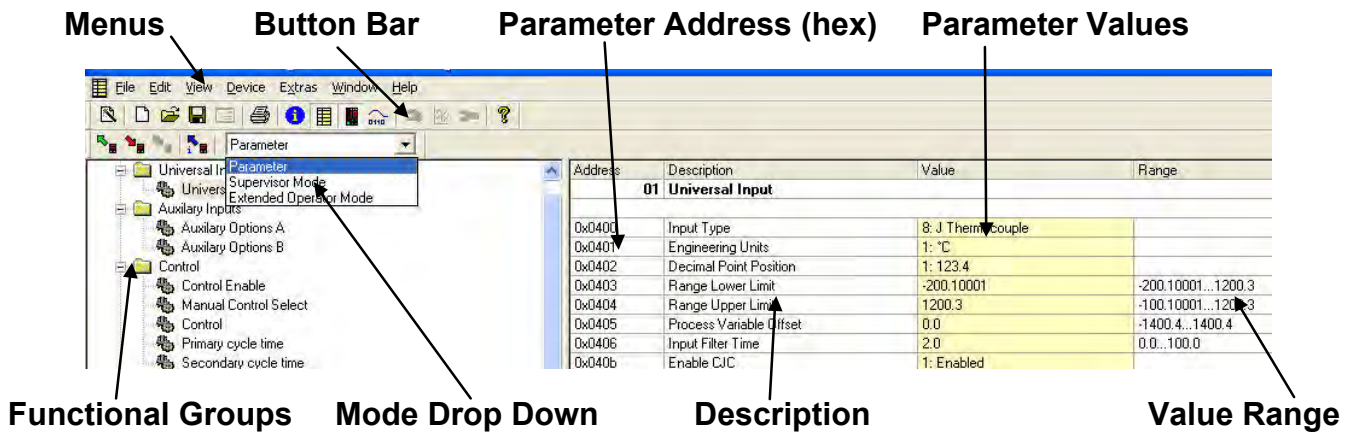 Menus Button Bar Parameter Address (hex) Parameter Values
File Edit View Device Extras Window Help
Parameter
Address Description Value Range
Universal In Parameter
01 Universal Input
Univers Supervisor Mode
Extended Operator Mode
Auxilary Inputs
Auxilary Options A 0x0400 Input Type 8: J Thermocouple
Auxilary Options B 0x0401 Engineering Units 1: °C
Control 0x0402 Decimal Point Position 1: 123.4
Control Enable 0x0403 Range Lower Limit -200.10001 -200.10001...1200.3
Manual Control Select 0x0404 Range Upper Limit 1200.3 -100.10001...1200.3
Control 0x0405 Process Variable Offset 0.0 -1400.4...1400.4
Primary cycle time 0x0406 Input Filter Time 2.0 0.0...100.0
Secondary cycle time 0x040b Enable CJC 1: Enabled
Functional Groups Mode Drop Down Description Value Range